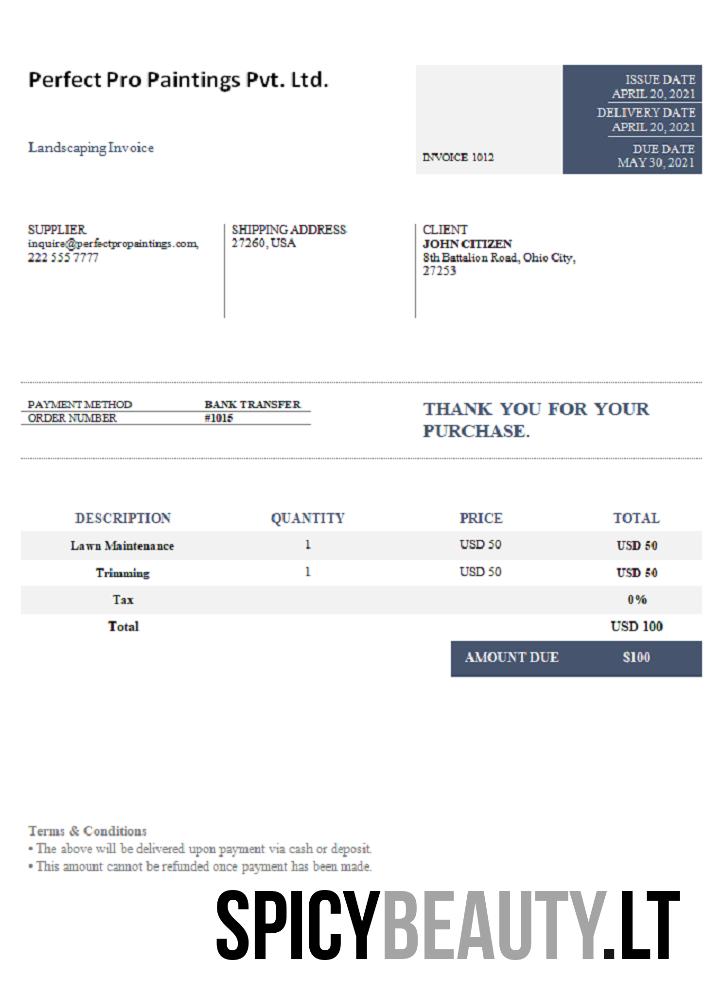 Perfect Pro Paintings Pvt. Ltd.
Landscaping Invoice
INVOICE 1012
ISSUE DATE
APRIL 20, 2021
DELIVERY DATE
APRIL 20, 2021
DUE DATE
MAY 30, 2021
SUPPLIER
inquire@perfectpropaintings.com,
222 555 7777
SHIPPING ADDRESS
27260, USA
CLIENT
JOHN CITIZEN
8th Battalion Road, Ohio City,
27253
PAYMENT METHOD BANK TRANSFER
ORDER NUMBER #1015
THANK YOU FOR YOUR
PURCHASE.
DESCRIPTION QUANTITY PRICE TOTAL
Lawn Maintenance 1 USD 50 USD 50
Trimming 1 USD 50 USD 50
Tax 0%
Total USD 100
AMOUNT DUE $100
Terms & Conditions
• The above will be delivered upon payment via cash or deposit.
• This amount cannot be refunded once payment has been made.
SPICYBEAUTY.LT